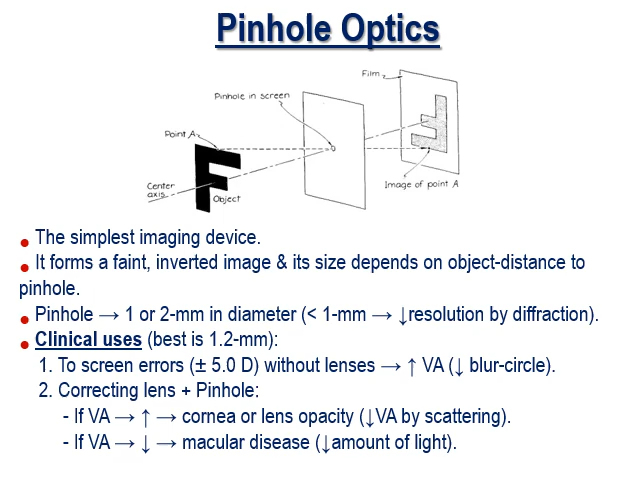 Pinhole Optics
Film
Pinhole in screen
Point A
Center
axis
Object
Image of point A
• The simplest imaging device.
• It forms a faint, inverted image & its size depends on object-distance to
pinhole.
• Pinhole → 1 or 2-mm in diameter (< 1-mm → ↓resolution by diffraction).
• Clinical uses (best is 1.2-mm):
1. To screen errors (± 5.0 D) without lenses → ↑ VA (↓ blur-circle).
2. Correcting lens + Pinhole:
- If VA → ↑ → cornea or lens opacity (↓VA by scattering).
- If VA → ↓ → macular disease (↓amount of light).